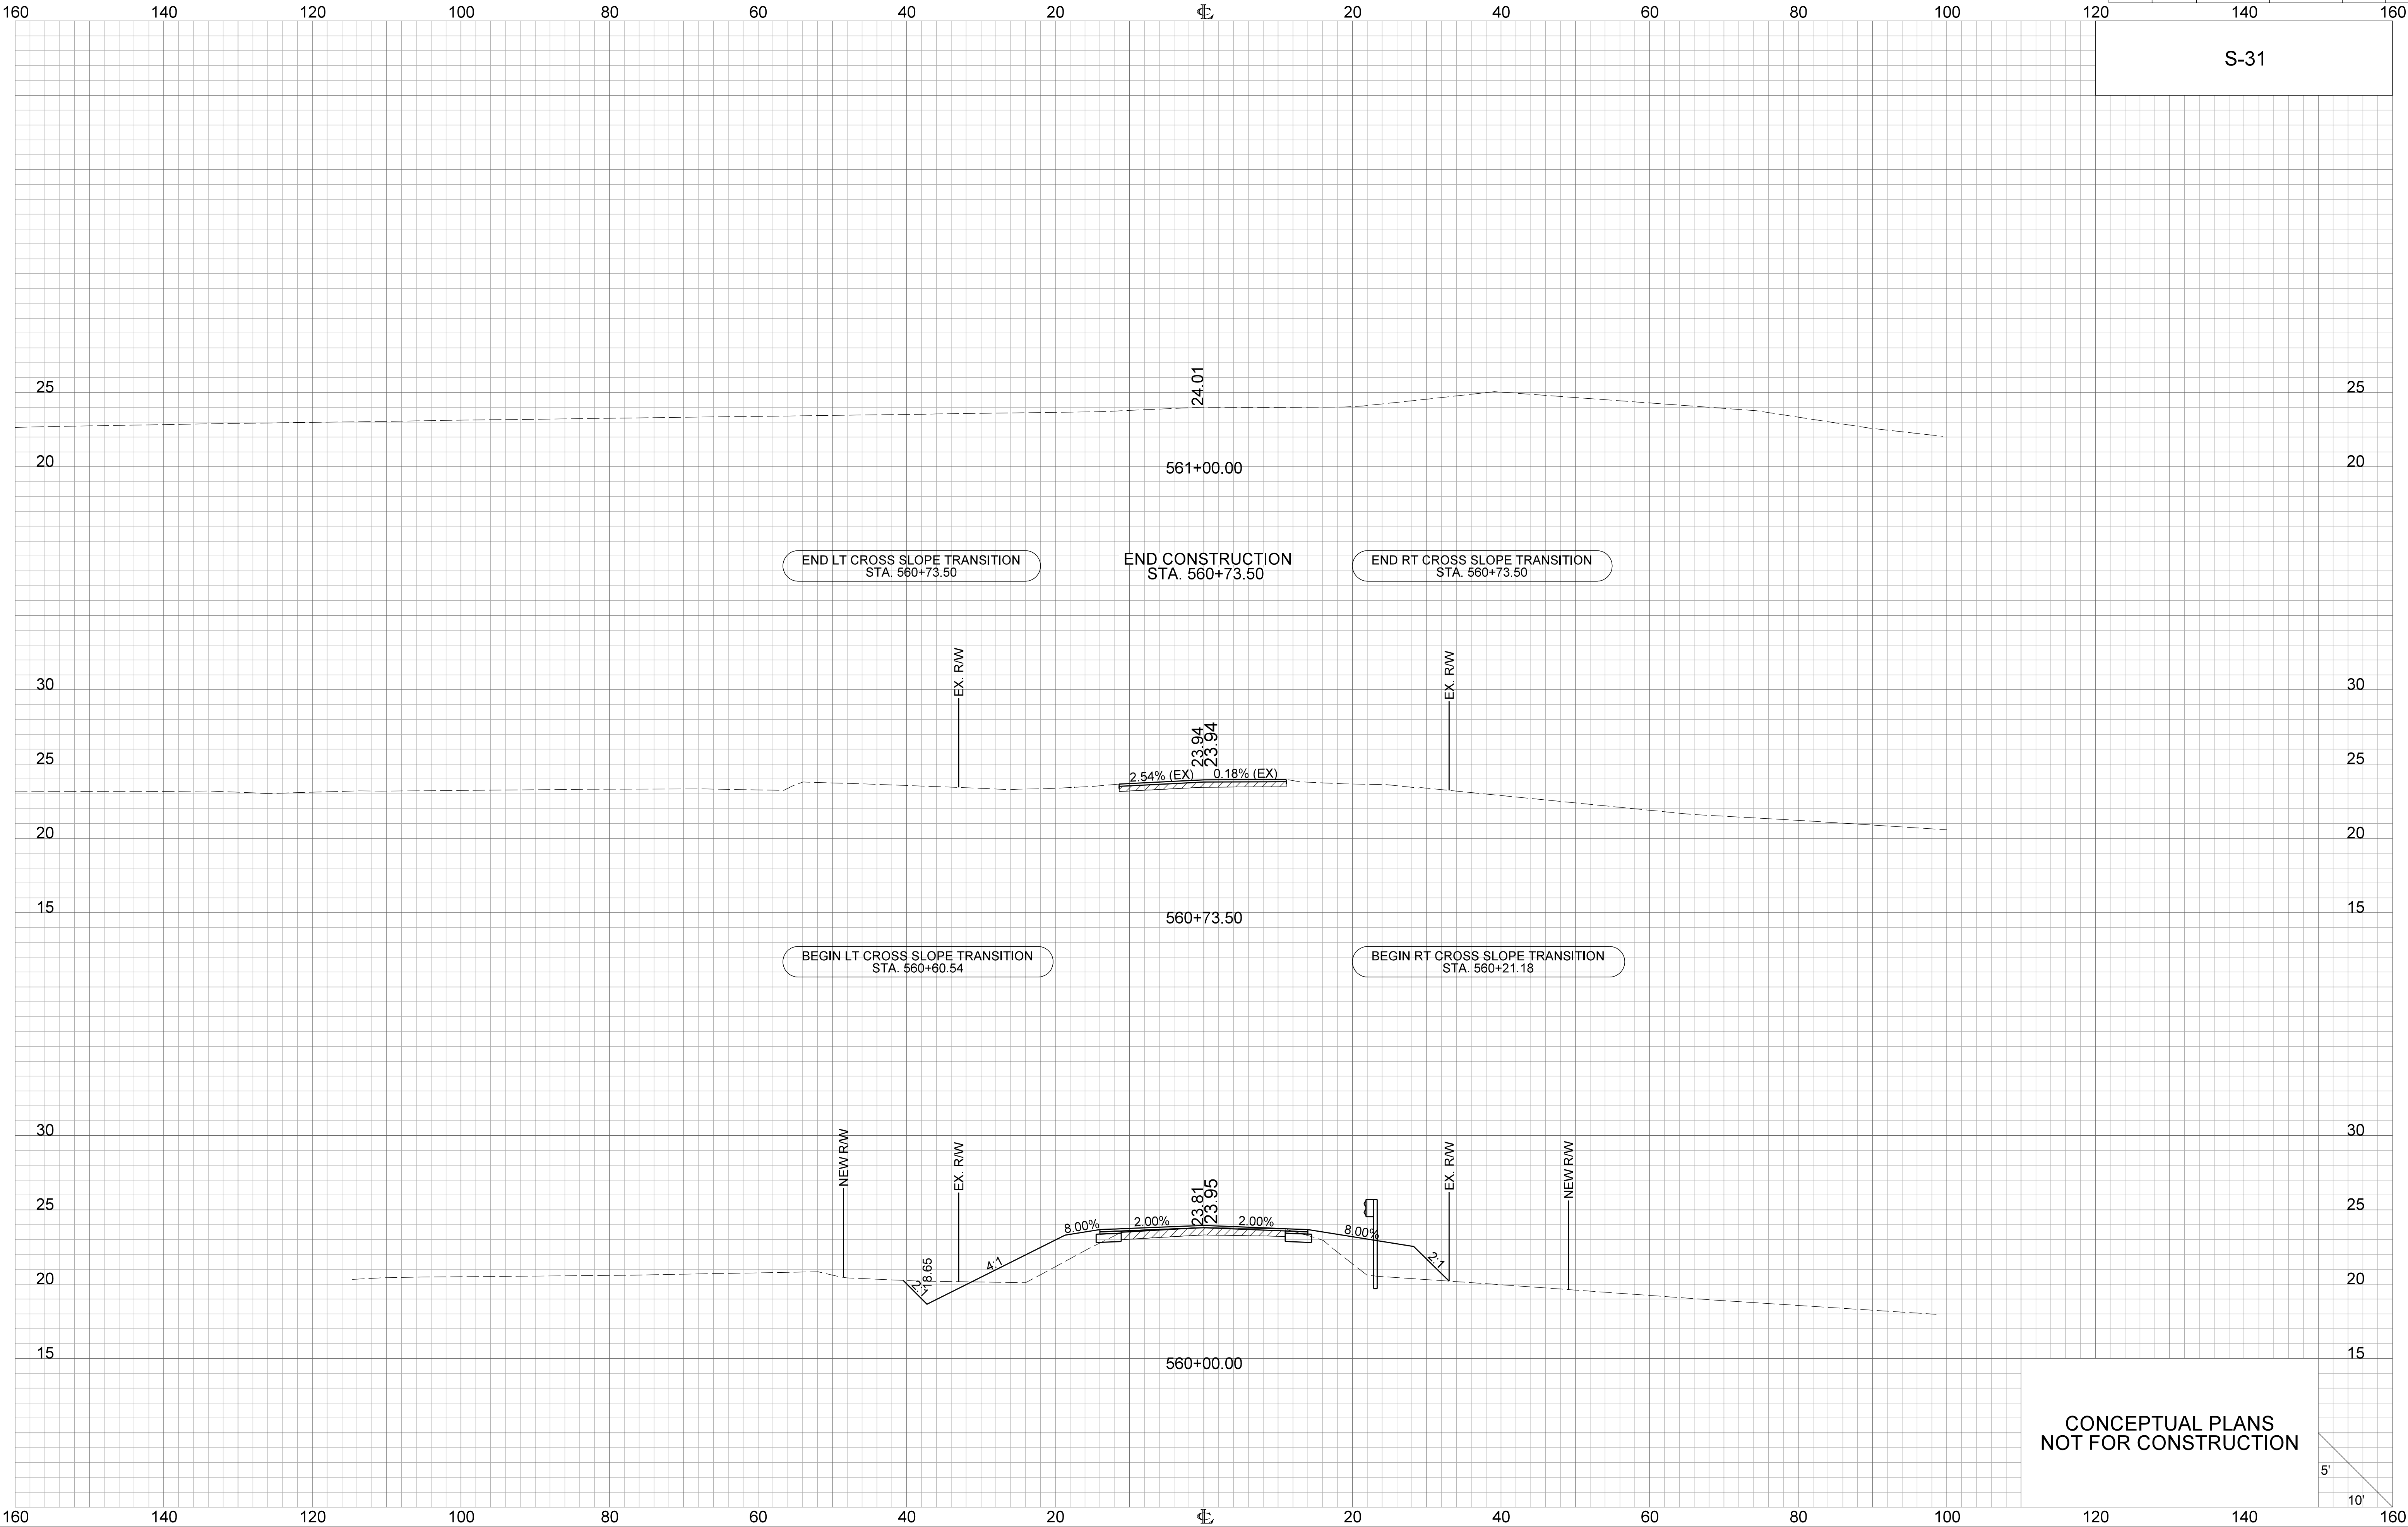 160 140 120 100 80 60 40 20 ℄ 20 40 60 80 100 120 140 160
S-31
24.01
25 25
20 20
561+00.00
END LT CROSS SLOPE TRANSITION
STA. 560+73.50
END CONSTRUCTION
STA. 560+73.50
END RT CROSS SLOPE TRANSITION
STA. 560+73.50
EX. R/W
EX. R/W
30 30
23.94
23.94
25 25
2.54% (EX)
0.18% (EX)
20 20
15 15
560+73.50
BEGIN LT CROSS SLOPE TRANSITION
STA. 560+60.54
BEGIN RT CROSS SLOPE TRANSITION
STA. 560+21.18
30 30
NEW R/W
EX. R/W
EX. R/W
NEW R/W
23.81
23.95
25 25
8.00%
2.00%
2.00%
8.00%
4:1
2:1
18.65
2:1
20 20
15 15
560+00.00
CONCEPTUAL PLANS
NOT FOR CONSTRUCTION
5'
10'
160 140 120 100 80 60 40 20 ℄ 20 40 60 80 100 120 140 160